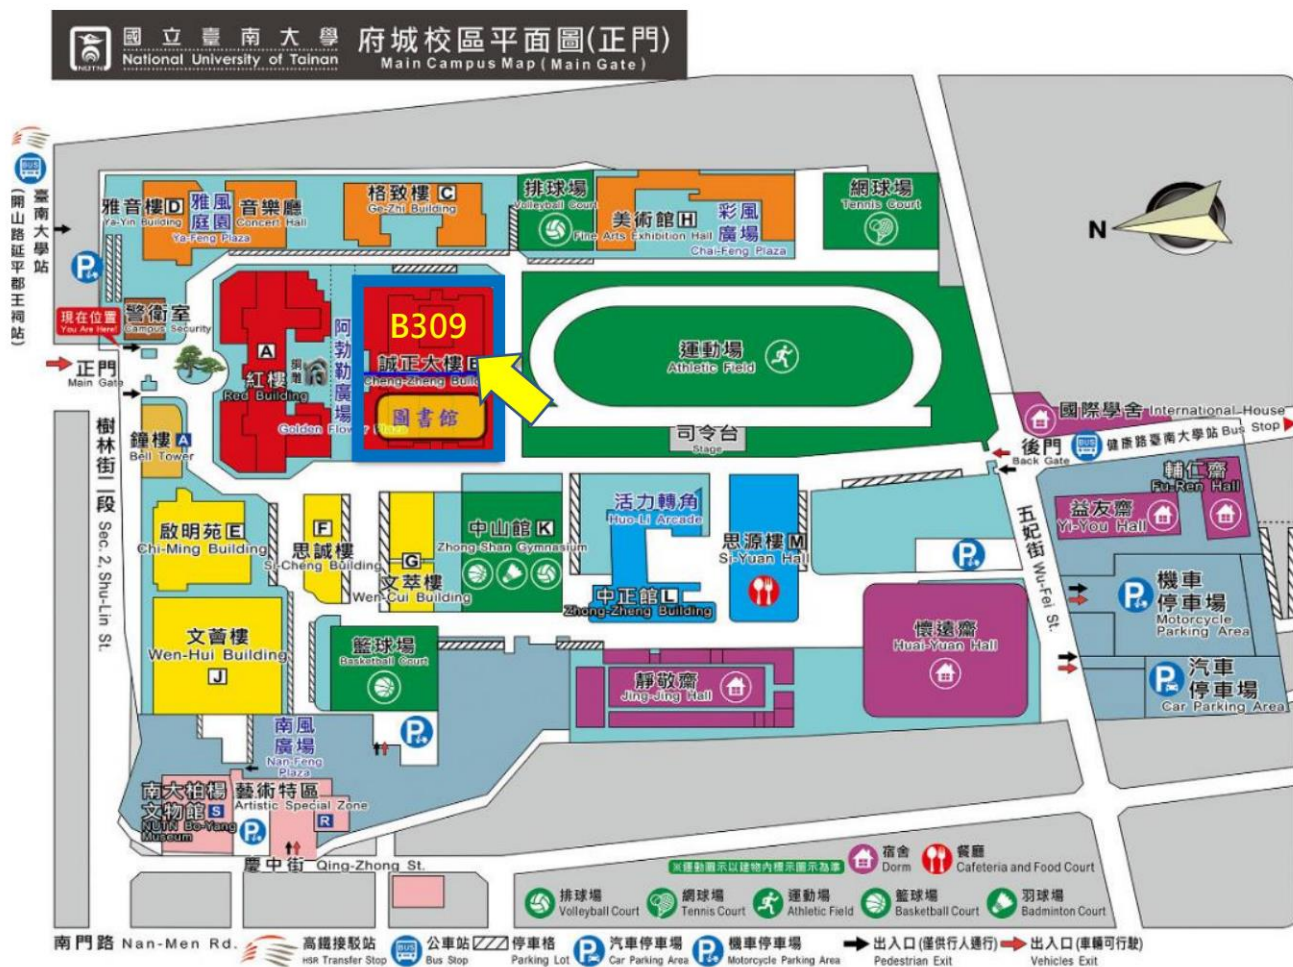 國立臺南大學
National University of Tainan
NUTN
府城校區平面圖(正門)
Main Campus Map (Main Gate)
BUS
臺南大學站
(開山路延平郡王祠站)
雅音樓 D
Ya-Yin Building
雅風庭園
Ya-Feng Plaza
音樂廳
Concert Hall
格致樓 C
Ge-Zhi Building
排球場
Volleyball Court
美術館 H
Fine Arts Exhibition Hall
彩風廣場
Chai-Feng Plaza
網球場
Tennis Court
N
P
現在位置
You Are Here!
警衛室
Campus Security
正門
Main Gate
A
紅樓
Red Building
阿勃勒廣場
Golden Flower
B309
誠正大樓
cheng-Zheng Buil
圖書館
運動場
Athletic Field
司令台
Stage
國際學舍 International House
後門
Back Gate
BUS
健康路臺南大學站 Bus Stop
鐘樓 A
Bell Tower
樹林街二段 Sec. 2, Shu-Lin St.
啟明苑 E
Chi-Ming Building
F
思誠樓
Si-Cheng Building
G
文萃樓
Wen-Cui Building
中山館 K
Zhong Shan Gymnasium
活力轉角
Huo-Li Arcade
中正館 L
Zhong-Zheng Building
思源樓 M
Si-Yuan Hall
P
五妃街 Wu-Fei St.
益友齋
Yi-You Hall
輔仁齋
Fu-Ren Hall
P
機車停車場
Motorcycle Parking Area
P
汽車停車場
Car Parking Area
文薈樓
Wen-Hui Building
J
籃球場
Basketball Court
靜敬齋
Jing-Jing Hall
懷遠齋
Huai-Yuan Hall
P
南風廣場
Nan-Feng Plaza
南大柏楊文物館 S
NUTN Bo-Yang Museum
藝術特區
Artistic Special Zone
R
P
慶中街 Qing-Zhong St.
※運動圖示以建物內標示圖示為準
宿舍
Dorm
餐廳
Cafeteria and Food Court
排球場
Volleyball Court
網球場
Tennis Court
運動場
Athletic Field
籃球場
Basketball Court
羽球場
Badminton Court
南門路 Nan-Men Rd.
高鐵接駁站
HSR Transfer Stop
BUS
公車站
Bus Stop
停車格
Parking Lot
P
汽車停車場
Car Parking Area
P
機車停車場
Motorcycle Parking Area
出入口(僅供行人通行)
Pedestrian Exit
出入口(車輛可行駛)
Vehicles Exit